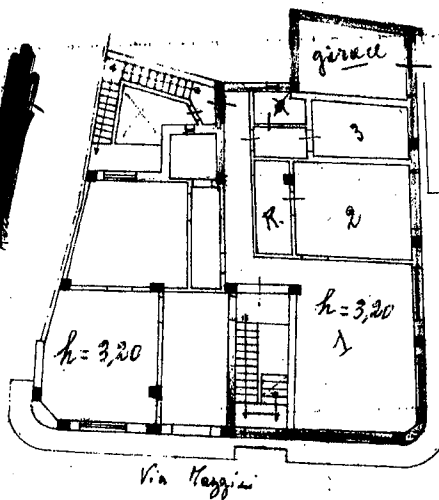 girace
3
R.
2
h = 3,20
1
h = 3,20
Via Mazzini